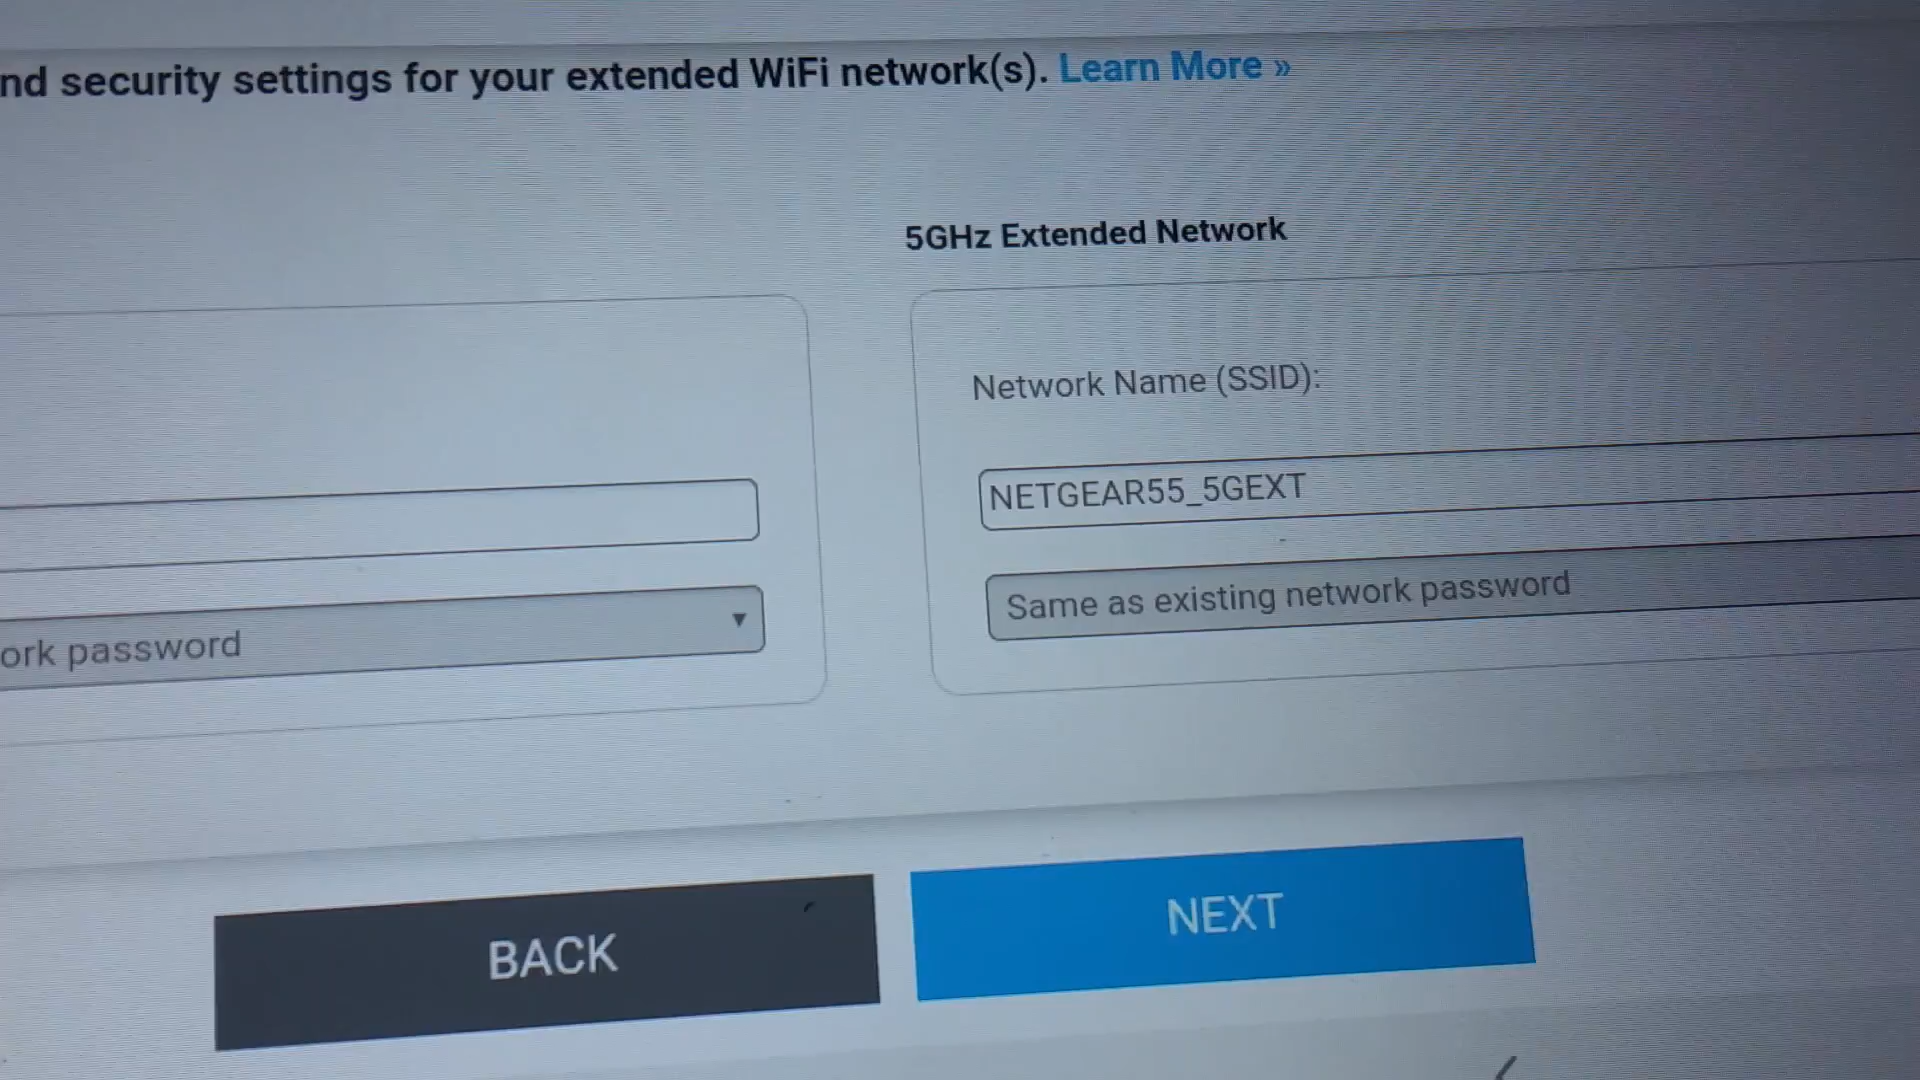 nd security settings for your extended WiFi network(s). Learn More »
5GHz Extended Network
Network Name (SSID):
NETGEAR55_5GEXT
ork password
Same as existing network password
BACK
NEXT